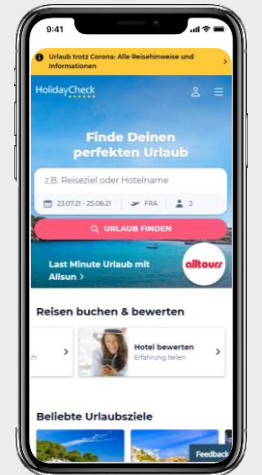 9:41
Urlaub trotz Corona: Alle Reisehinweise und
Informationen
HolidayCheck
Finde Deinen
perfekten Urlaub
z.B. Reiseziel oder Hotelname
23.07.21 - 25.08.21 FRA 2
URLAUB FINDEN
Last Minute Urlaub mit
Allsun >
alltours
Reisen buchen & bewerten
ch
Hotel bewerten
Erfahrung teilen
Beliebte Urlaubsziele
Feedback